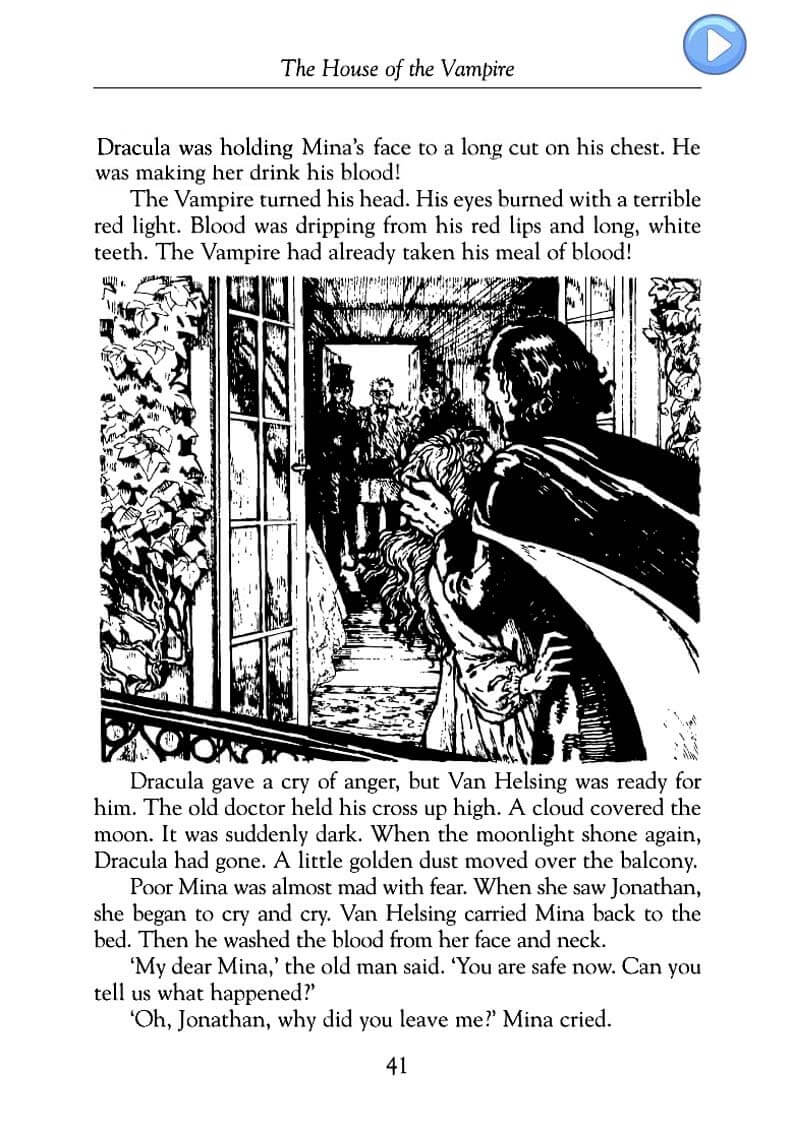 The House of the Vampire
Dracula was holding Mina's face to a long cut on his chest. He
was making her drink his blood!
The Vampire turned his head. His eyes burned with a terrible
red light. Blood was dripping from his red lips and long, white
teeth. The Vampire had already taken his meal of blood!
Dracula gave a cry of anger, but Van Helsing was ready for
him. The old doctor held his cross up high. A cloud covered the
moon. It was suddenly dark. When the moonlight shone again,
Dracula had gone. A little golden dust moved over the balcony.
Poor Mina was almost mad with fear. When she saw Jonathan,
she began to cry and cry. Van Helsing carried Mina back to the
bed. Then he washed the blood from her face and neck.
‘My dear Mina,’ the old man said. ‘You are safe now. Can you
tell us what happened?’
‘Oh, Jonathan, why did you leave me?’ Mina cried.
41